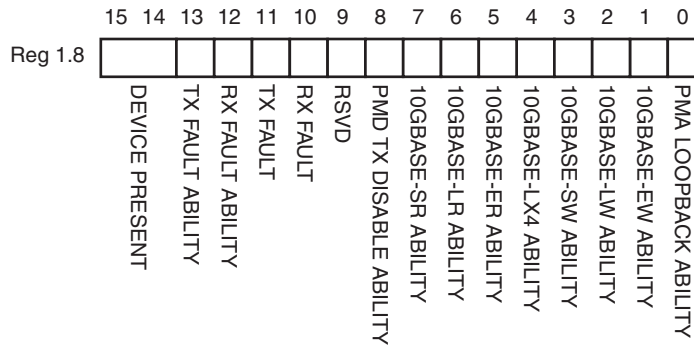 15 14 13 12 11 10 9 8 7 6 5 4 3 2 1 0
Reg 1.8
DEVICE PRESENT
TX FAULT ABILITY
RX FAULT ABILITY
TX FAULT
RX FAULT
RSVD
PMD TX DISABLE ABILITY
10GBASE-SR ABILITY
10GBASE-LR ABILITY
10GBASE-ER ABILITY
10GBASE-LX4 ABILITY
10GBASE-SW ABILITY
10GBASE-LW ABILITY
10GBASE-EW ABILITY
PMA LOOPBACK ABILITY